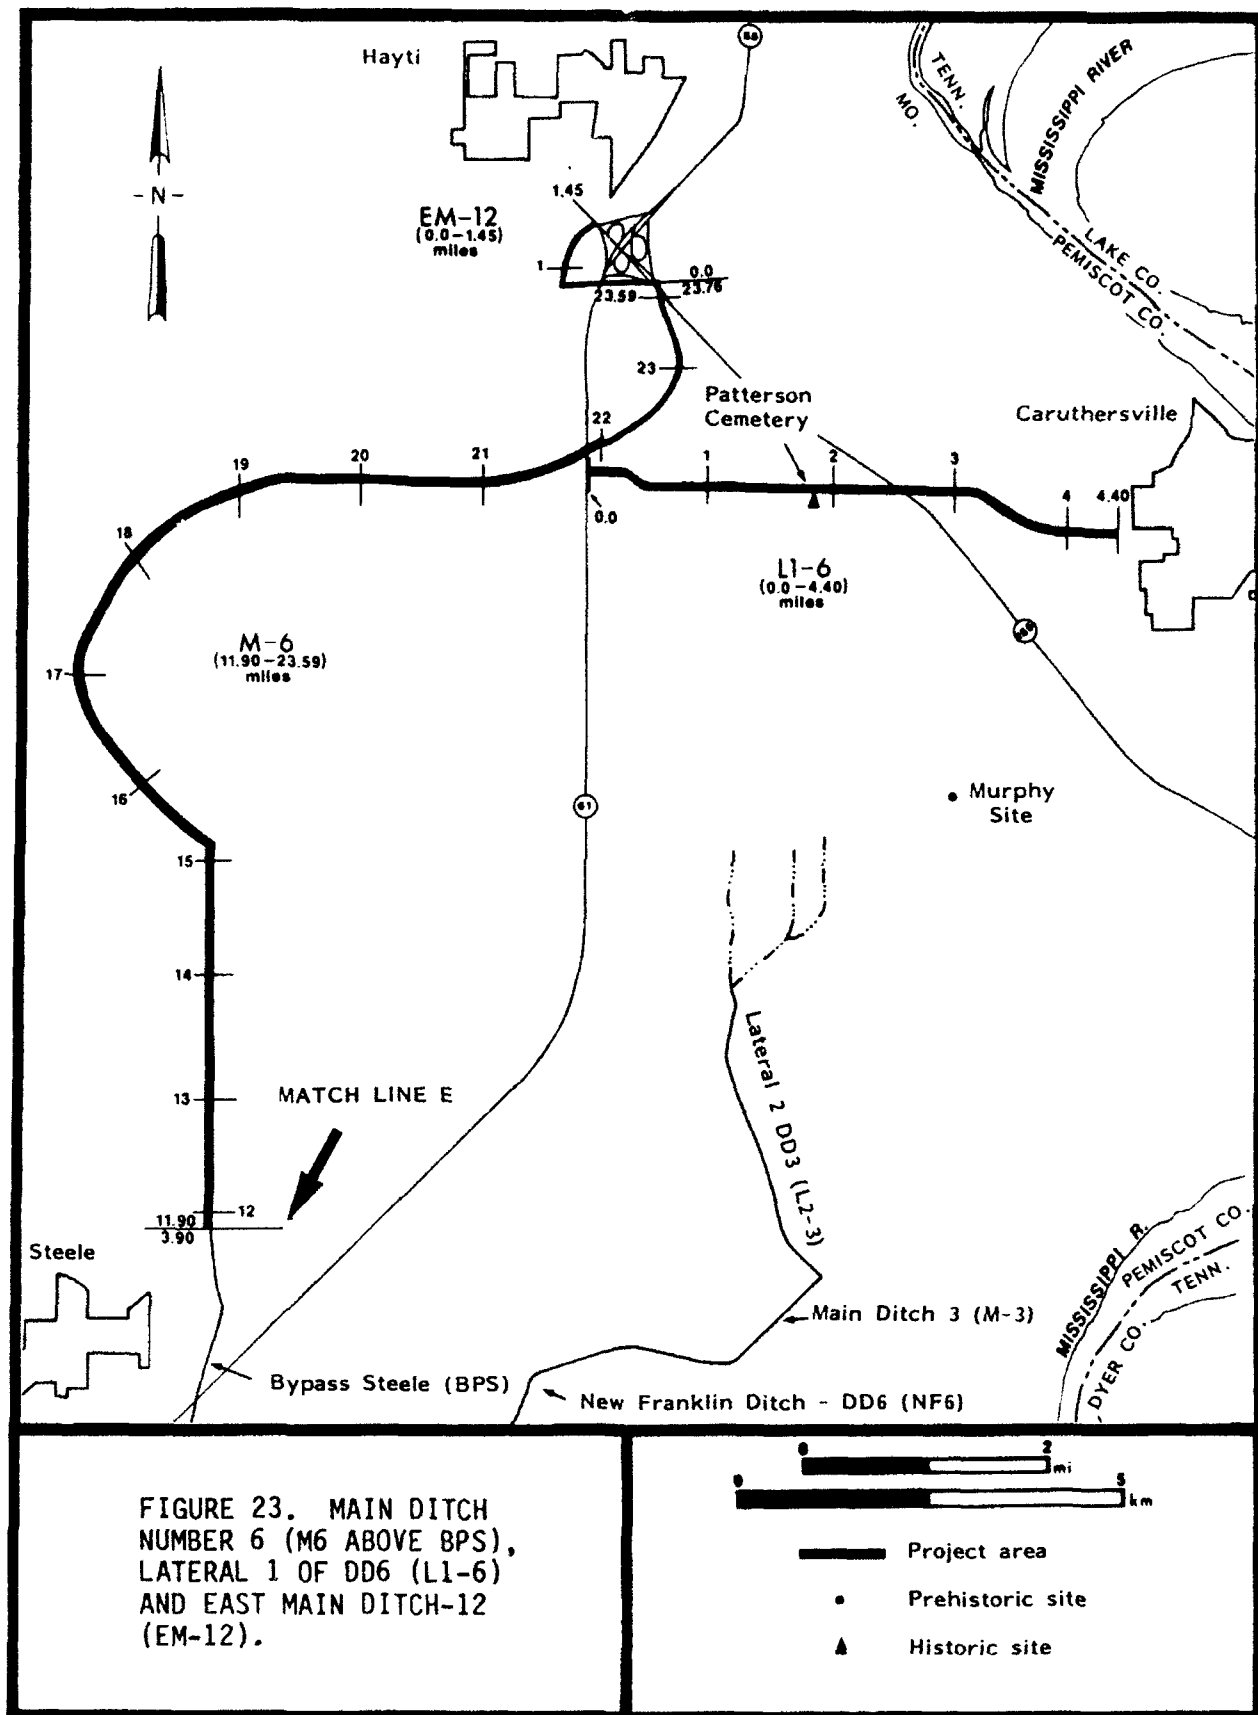 Hayti
55
TENN.
MO.
MISSISSIPPI RIVER
- N -
1.45
EM-12
(0.0-1.45)
miles
LAKE CO.
PEMISCOT CO.
1
0.0
23.59
23.76
23
Patterson
Cemetery
Caruthersville
22
21
20
19
18
1
2
3
4
4.40
0.0
L1-6
(0.0-4.40)
miles
M-6
(11.90-23.59)
miles
17
16
61
Murphy
Site
15
14
13
MATCH LINE E
Lateral 2 DD3 (L2-3)
11.90
12
3.90
Steele
MISSISSIPPI R.
PEMISCOT CO.
TENN.
DYER CO.
Main Ditch 3 (M-3)
Bypass Steele (BPS)
New Franklin Ditch - DD6 (NF6)
FIGURE 23. MAIN DITCH
NUMBER 6 (M6 ABOVE BPS),
LATERAL 1 OF DD6 (L1-6)
AND EAST MAIN DITCH-12
(EM-12).
0 2
mi
0 5
km
Project area
Prehistoric site
Historic site